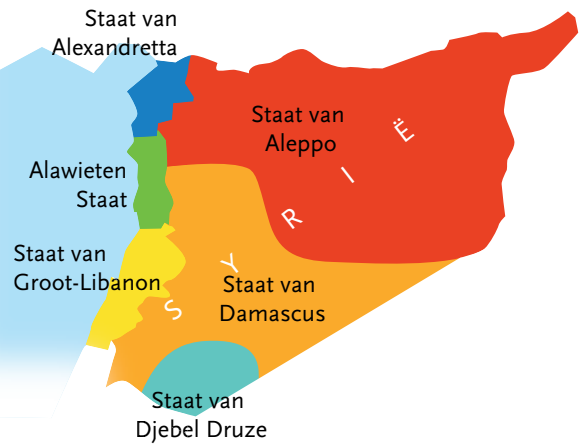 Staat van
Alexandretta
Staat van
Aleppo
Alawieten
Staat
Staat van
Groot-Libanon
SYRIË
Staat van
Damascus
Staat van
Djebel Druze